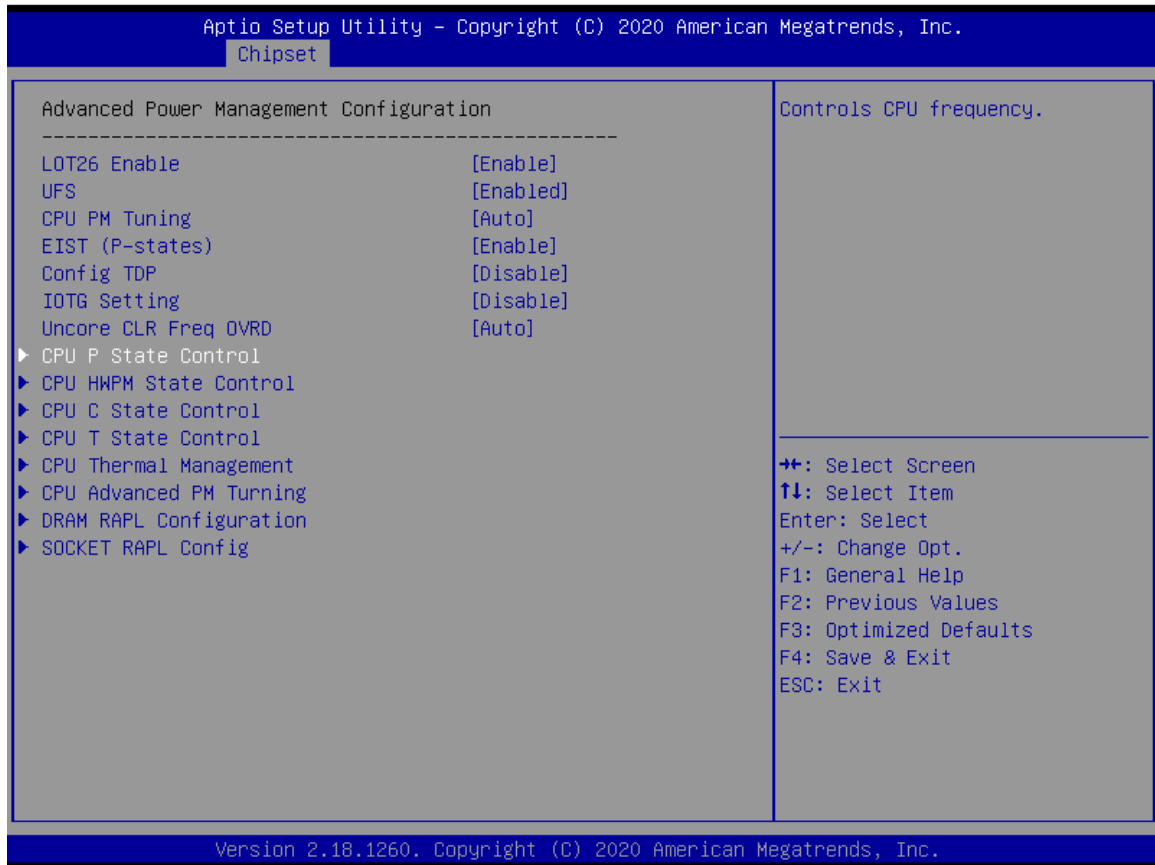 Aptio Setup Utility – Copyright (C) 2020 American Megatrends, Inc.
Chipset
Advanced Power Management Configuration
--------------------------------------------------
LOT26 Enable [Enable]
UFS [Enabled]
CPU PM Tuning [Auto]
EIST (P-states) [Enable]
Config TDP [Disable]
IOTG Setting [Disable]
Uncore CLR Freq OVRD [Auto]
▶ CPU P State Control
▶ CPU HWPM State Control
▶ CPU C State Control
▶ CPU T State Control
▶ CPU Thermal Management
▶ CPU Advanced PM Turning
▶ DRAM RAPL Configuration
▶ SOCKET RAPL Config
Controls CPU frequency.
→←: Select Screen
↑↓: Select Item
Enter: Select
+/-: Change Opt.
F1: General Help
F2: Previous Values
F3: Optimized Defaults
F4: Save & Exit
ESC: Exit
Version 2.18.1260. Copyright (C) 2020 American Megatrends, Inc.